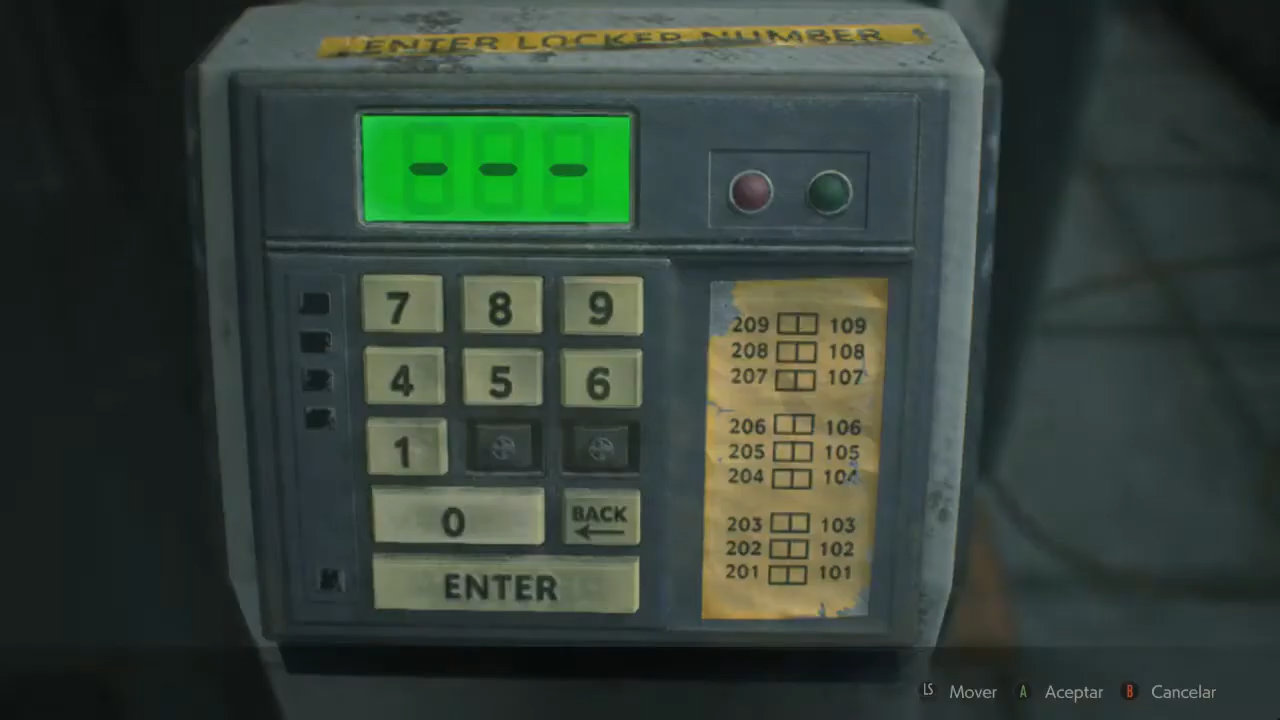 ENTER LOCKER NUMBER
7 8 9
4 5 6
1
0 BACK
ENTER
209 109
208 108
207 107
206 106
205 105
204 104
203 103
202 102
201 101
LS Mover A Aceptar B Cancelar